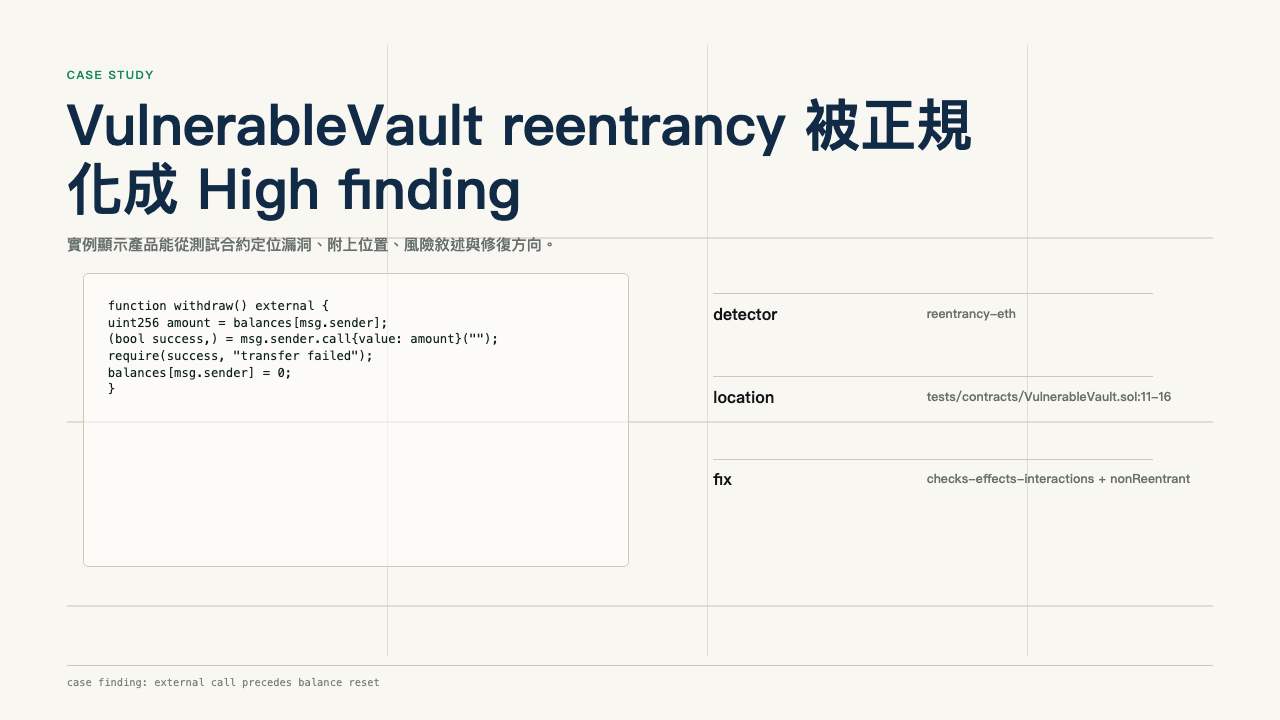 CASE STUDY
VulnerableVault reentrancy 被正規
化成 High finding
實例顯示產品能從測試合約定位漏洞、附上位置、風險敘述與修復方向。
function withdraw() external {
uint256 amount = balances[msg.sender];
(bool success,) = msg.sender.call{value: amount}("");
require(success, "transfer failed");
balances[msg.sender] = 0;
}
detector reentrancy-eth
location tests/contracts/VulnerableVault.sol:11-16
fix checks-effects-interactions + nonReentrant
case finding: external call precedes balance reset